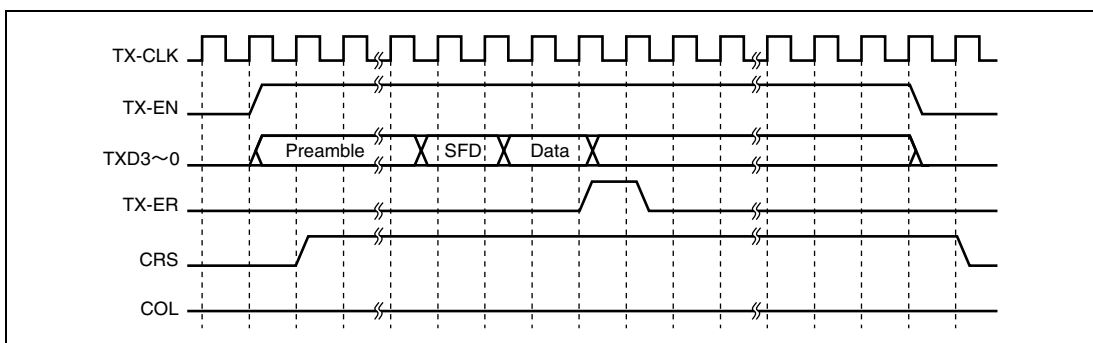 TX-CLK
TX-EN
TXD3～0
Preamble SFD Data
TX-ER
CRS
COL